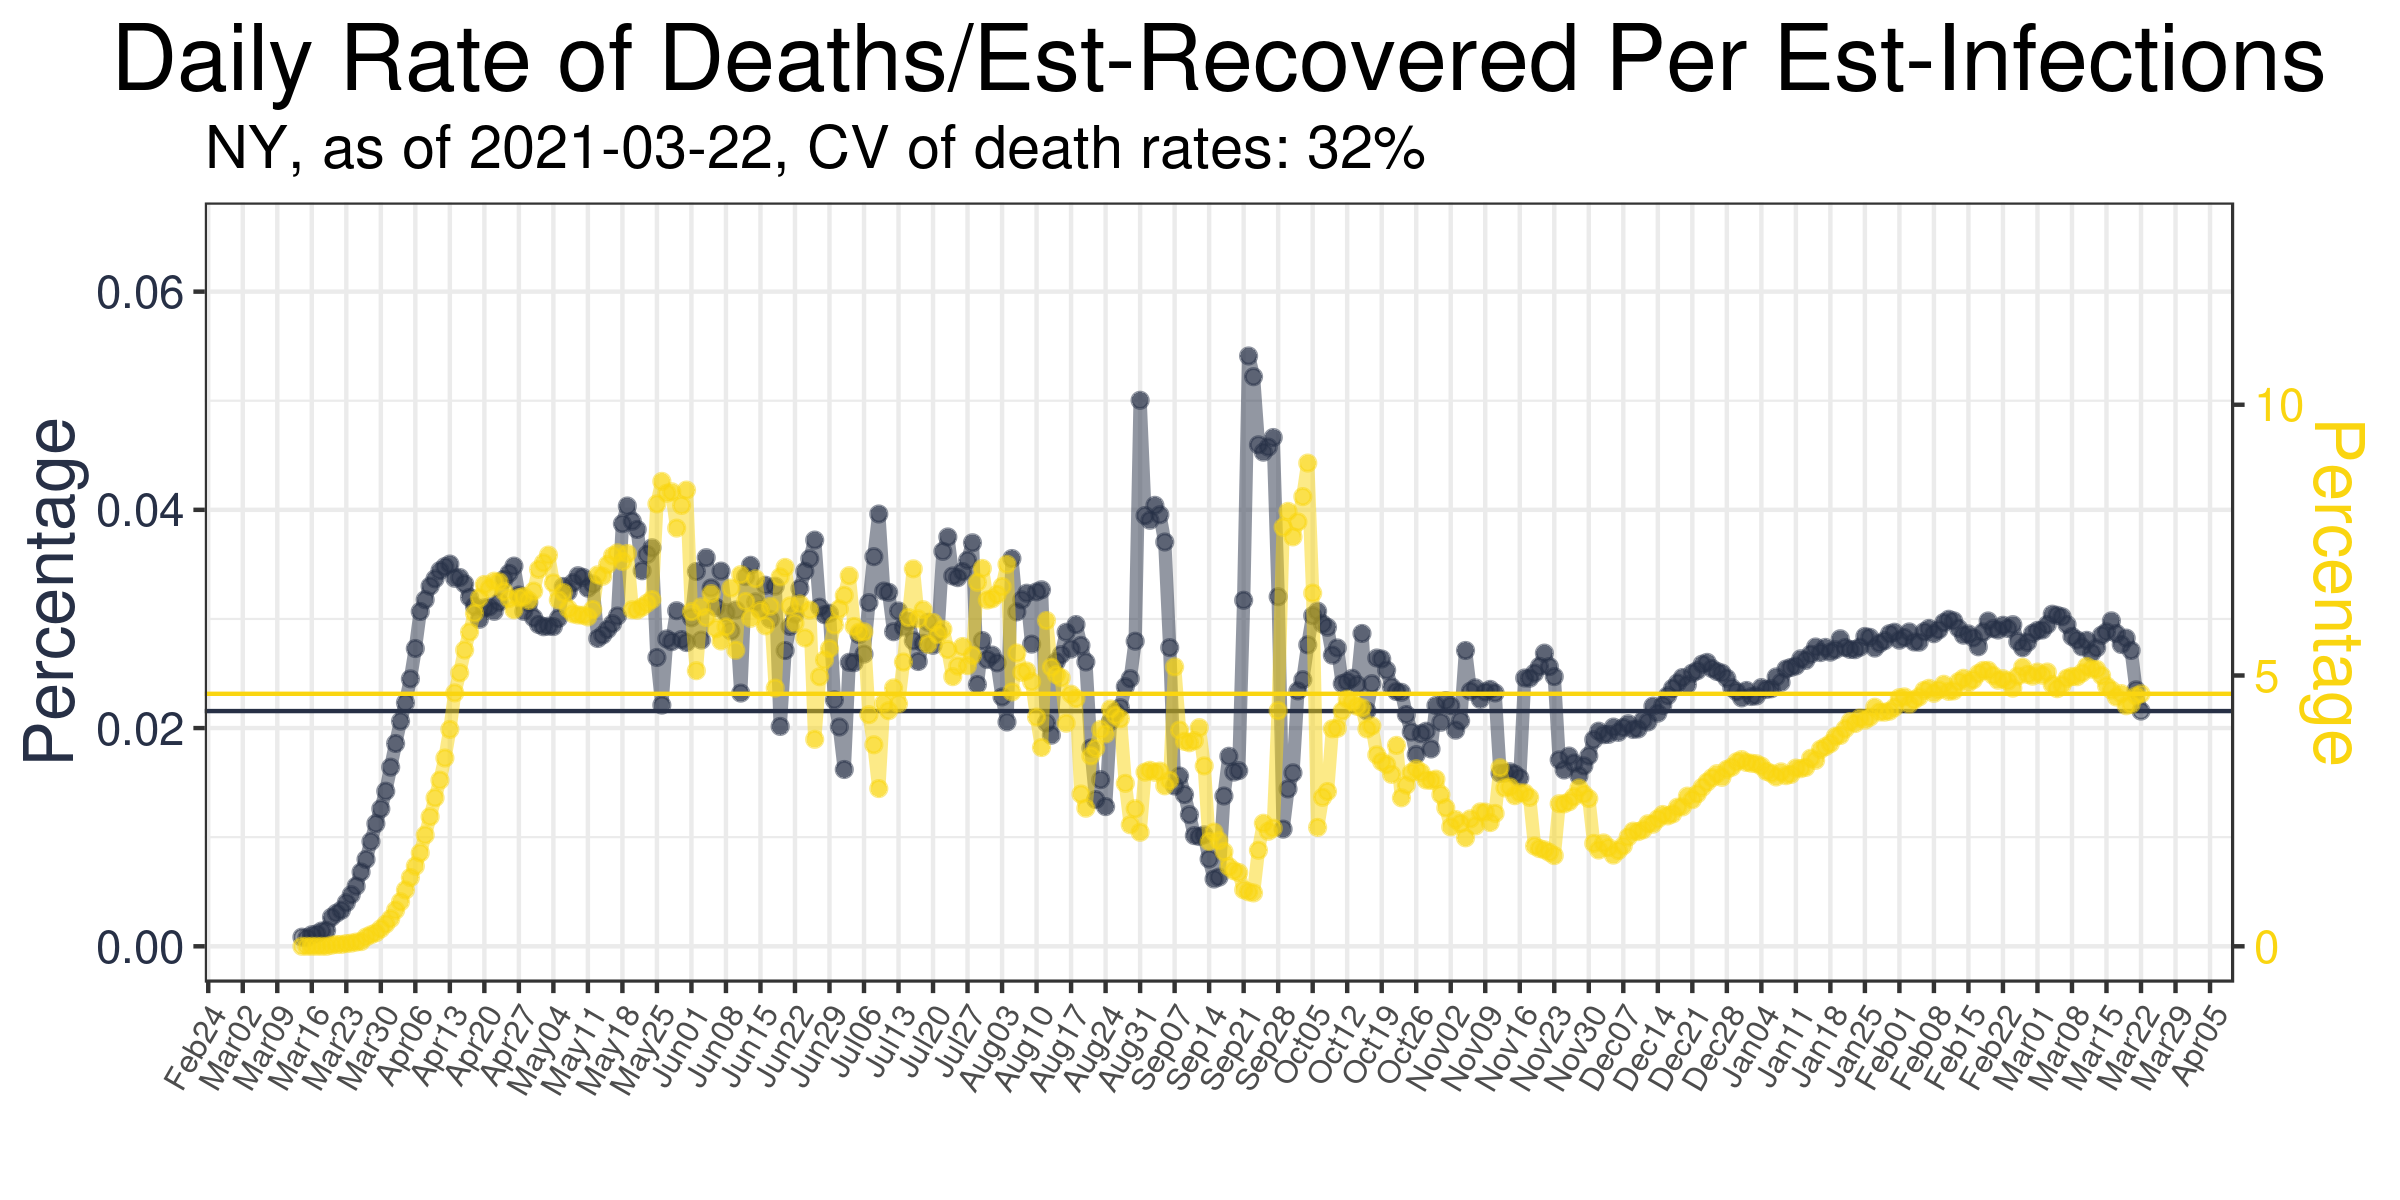 Daily Rate of Deaths/Est-Recovered Per Est-Infections
NY, as of 2021-03-22, CV of death rates: 32%
Percentage
0.06
0.04
0.02
0.00
10
5
0
Percentage
Feb24
Mar02
Mar09
Mar16
Mar23
Mar30
Apr06
Apr13
Apr20
Apr27
May04
May11
May18
May25
Jun01
Jun08
Jun15
Jun22
Jun29
Jul06
Jul13
Jul20
Jul27
Aug03
Aug10
Aug17
Aug24
Aug31
Sep07
Sep14
Sep21
Sep28
Oct05
Oct12
Oct19
Oct26
Nov02
Nov09
Nov16
Nov23
Nov30
Dec07
Dec14
Dec21
Dec28
Jan04
Jan11
Jan18
Jan25
Feb01
Feb08
Feb15
Feb22
Mar01
Mar08
Mar15
Mar22
Mar29
Apr05